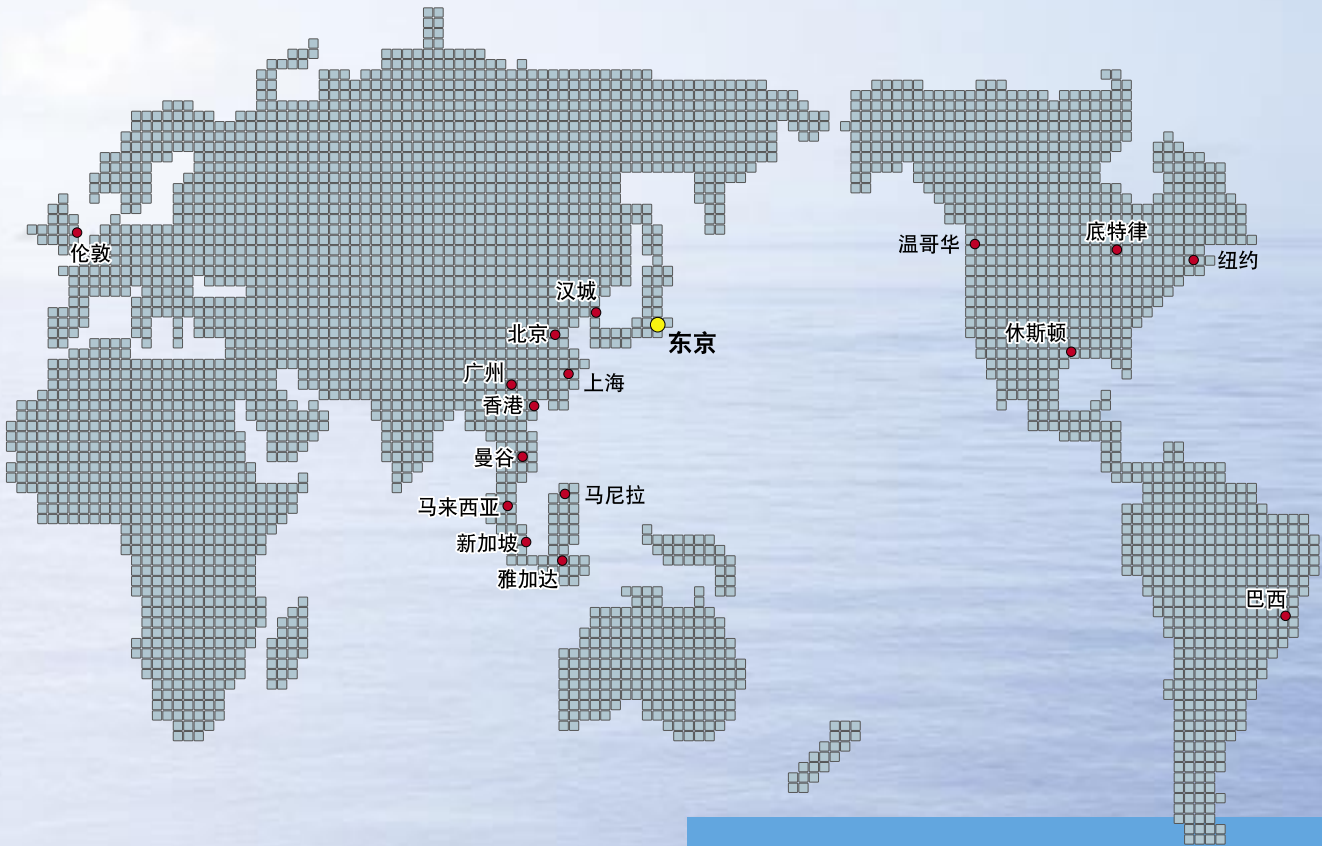 温哥华
底特律
伦敦
纽约
汉城
北京
休斯顿
东京
广州
上海
香港
曼谷
马尼拉
马来西亚
新加坡
雅加达
巴西